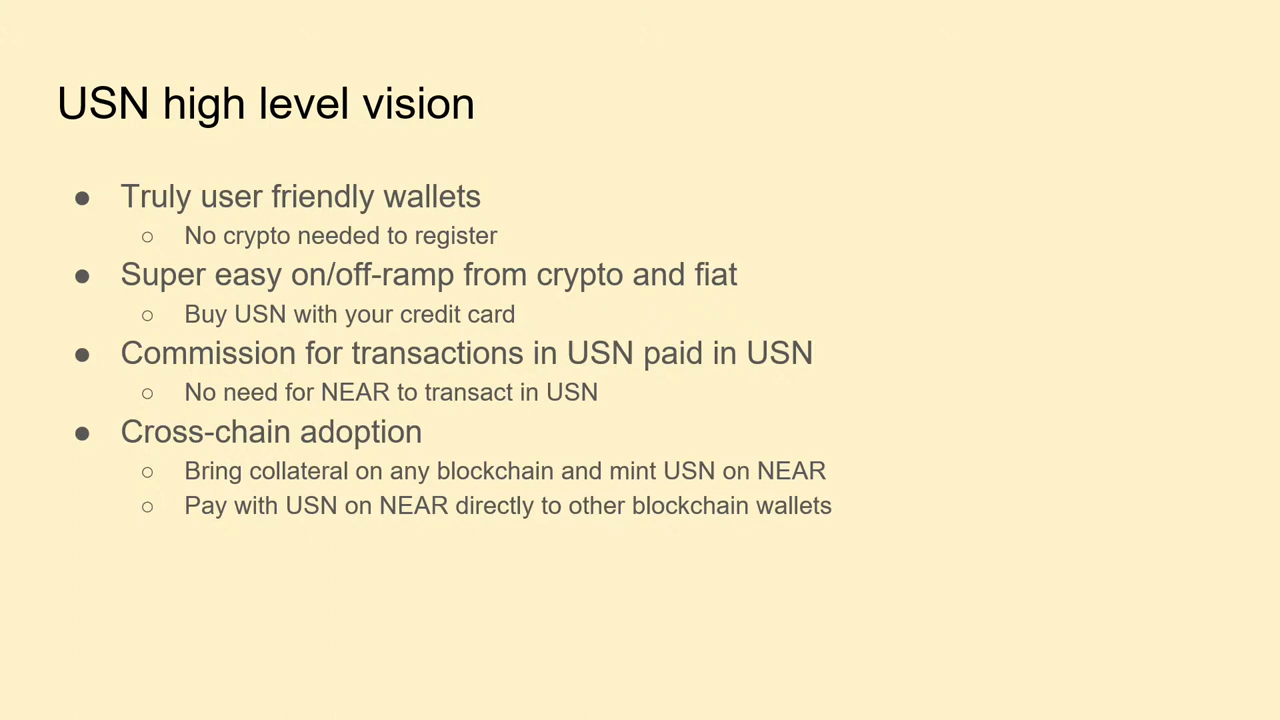 USN high level vision
● Truly user friendly wallets
○ No crypto needed to register
● Super easy on/off-ramp from crypto and fiat
○ Buy USN with your credit card
● Commission for transactions in USN paid in USN
○ No need for NEAR to transact in USN
● Cross-chain adoption
○ Bring collateral on any blockchain and mint USN on NEAR
○ Pay with USN on NEAR directly to other blockchain wallets